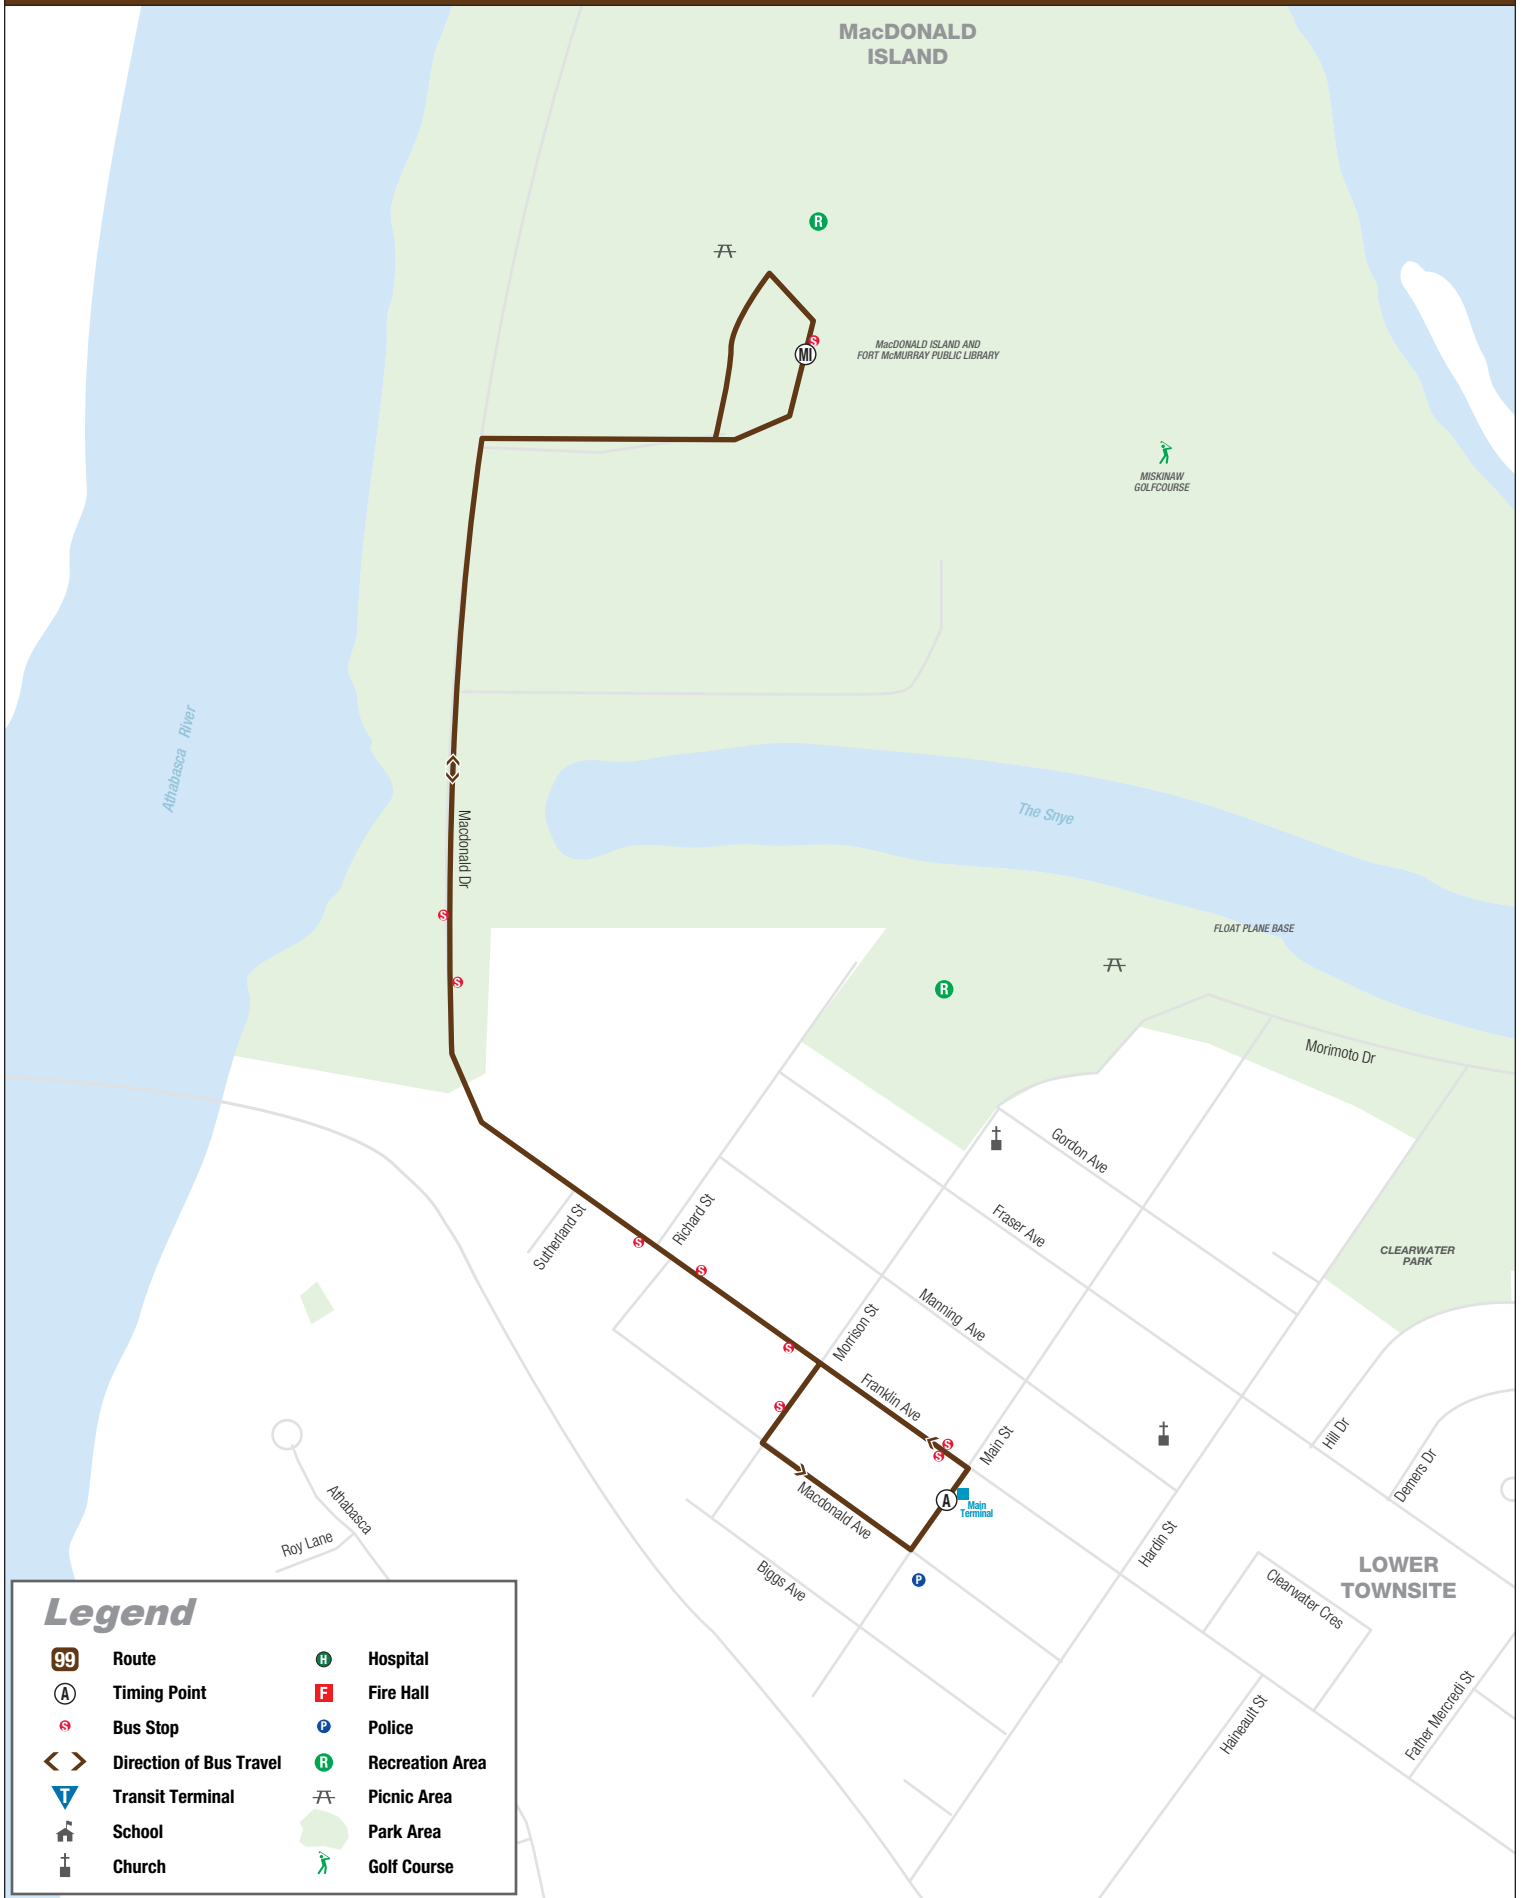 MacDONALD
ISLAND
R
MI
S
MacDONALD ISLAND AND
FORT McMURRAY PUBLIC LIBRARY
MISKINAW
GOLFCOURSE
Athabasca River
The Snye
Macdonald Dr
S
S
FLOAT PLANE BASE
R
Morimoto Dr
Gordon Ave
Fraser Ave
Richard St
Sutherland St
S
S
CLEARWATER
PARK
Manning Ave
Morrison St
S
Franklin Ave
S
Main St
S
S
Hill Dr
Demers Dr
A
Main
Terminal
Macdonald Ave
Athabasca
Roy Lane
Hardin St
Biggs Ave
P
LOWER
TOWNSITE
Clearwater Cres
Haineault St
Father Mercredi St
Legend
99 Route
A Timing Point
S Bus Stop
Direction of Bus Travel
T Transit Terminal
School
Church
H Hospital
F Fire Hall
P Police
R Recreation Area
Picnic Area
Park Area
Golf Course